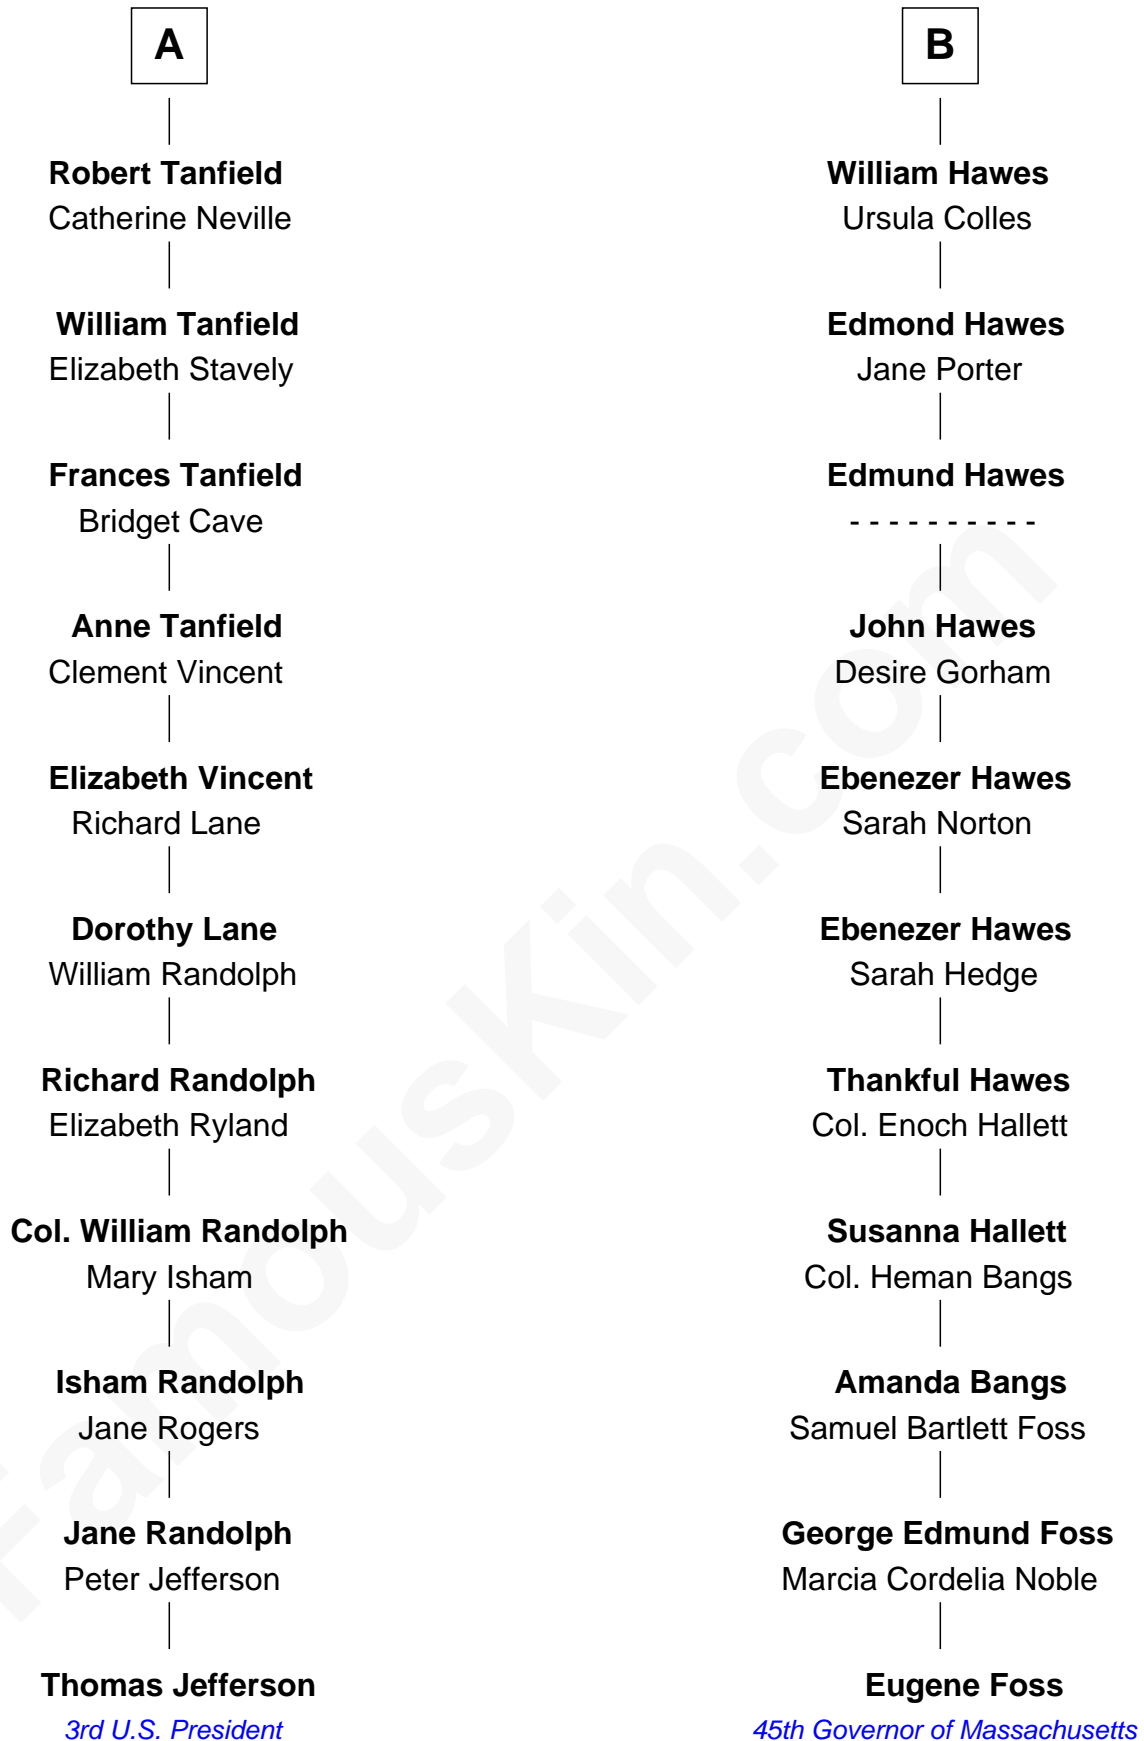 A
Robert Tanfield
Catherine Neville
William Tanfield
Elizabeth Stavely
Frances Tanfield
Bridget Cave
Anne Tanfield
Clement Vincent
Elizabeth Vincent
Richard Lane
Dorothy Lane
William Randolph
Richard Randolph
Elizabeth Ryland
Col. William Randolph
Mary Isham
Isham Randolph
Jane Rogers
Jane Randolph
Peter Jefferson
Thomas Jefferson
3rd U.S. President
B
William Hawes
Ursula Colles
Edmond Hawes
Jane Porter
Edmund Hawes
- - - - - - - - - -
John Hawes
Desire Gorham
Ebenezer Hawes
Sarah Norton
Ebenezer Hawes
Sarah Hedge
Thankful Hawes
Col. Enoch Hallett
Susanna Hallett
Col. Heman Bangs
Amanda Bangs
Samuel Bartlett Foss
George Edmund Foss
Marcia Cordelia Noble
Eugene Foss
45th Governor of Massachusetts
FamousKin.com